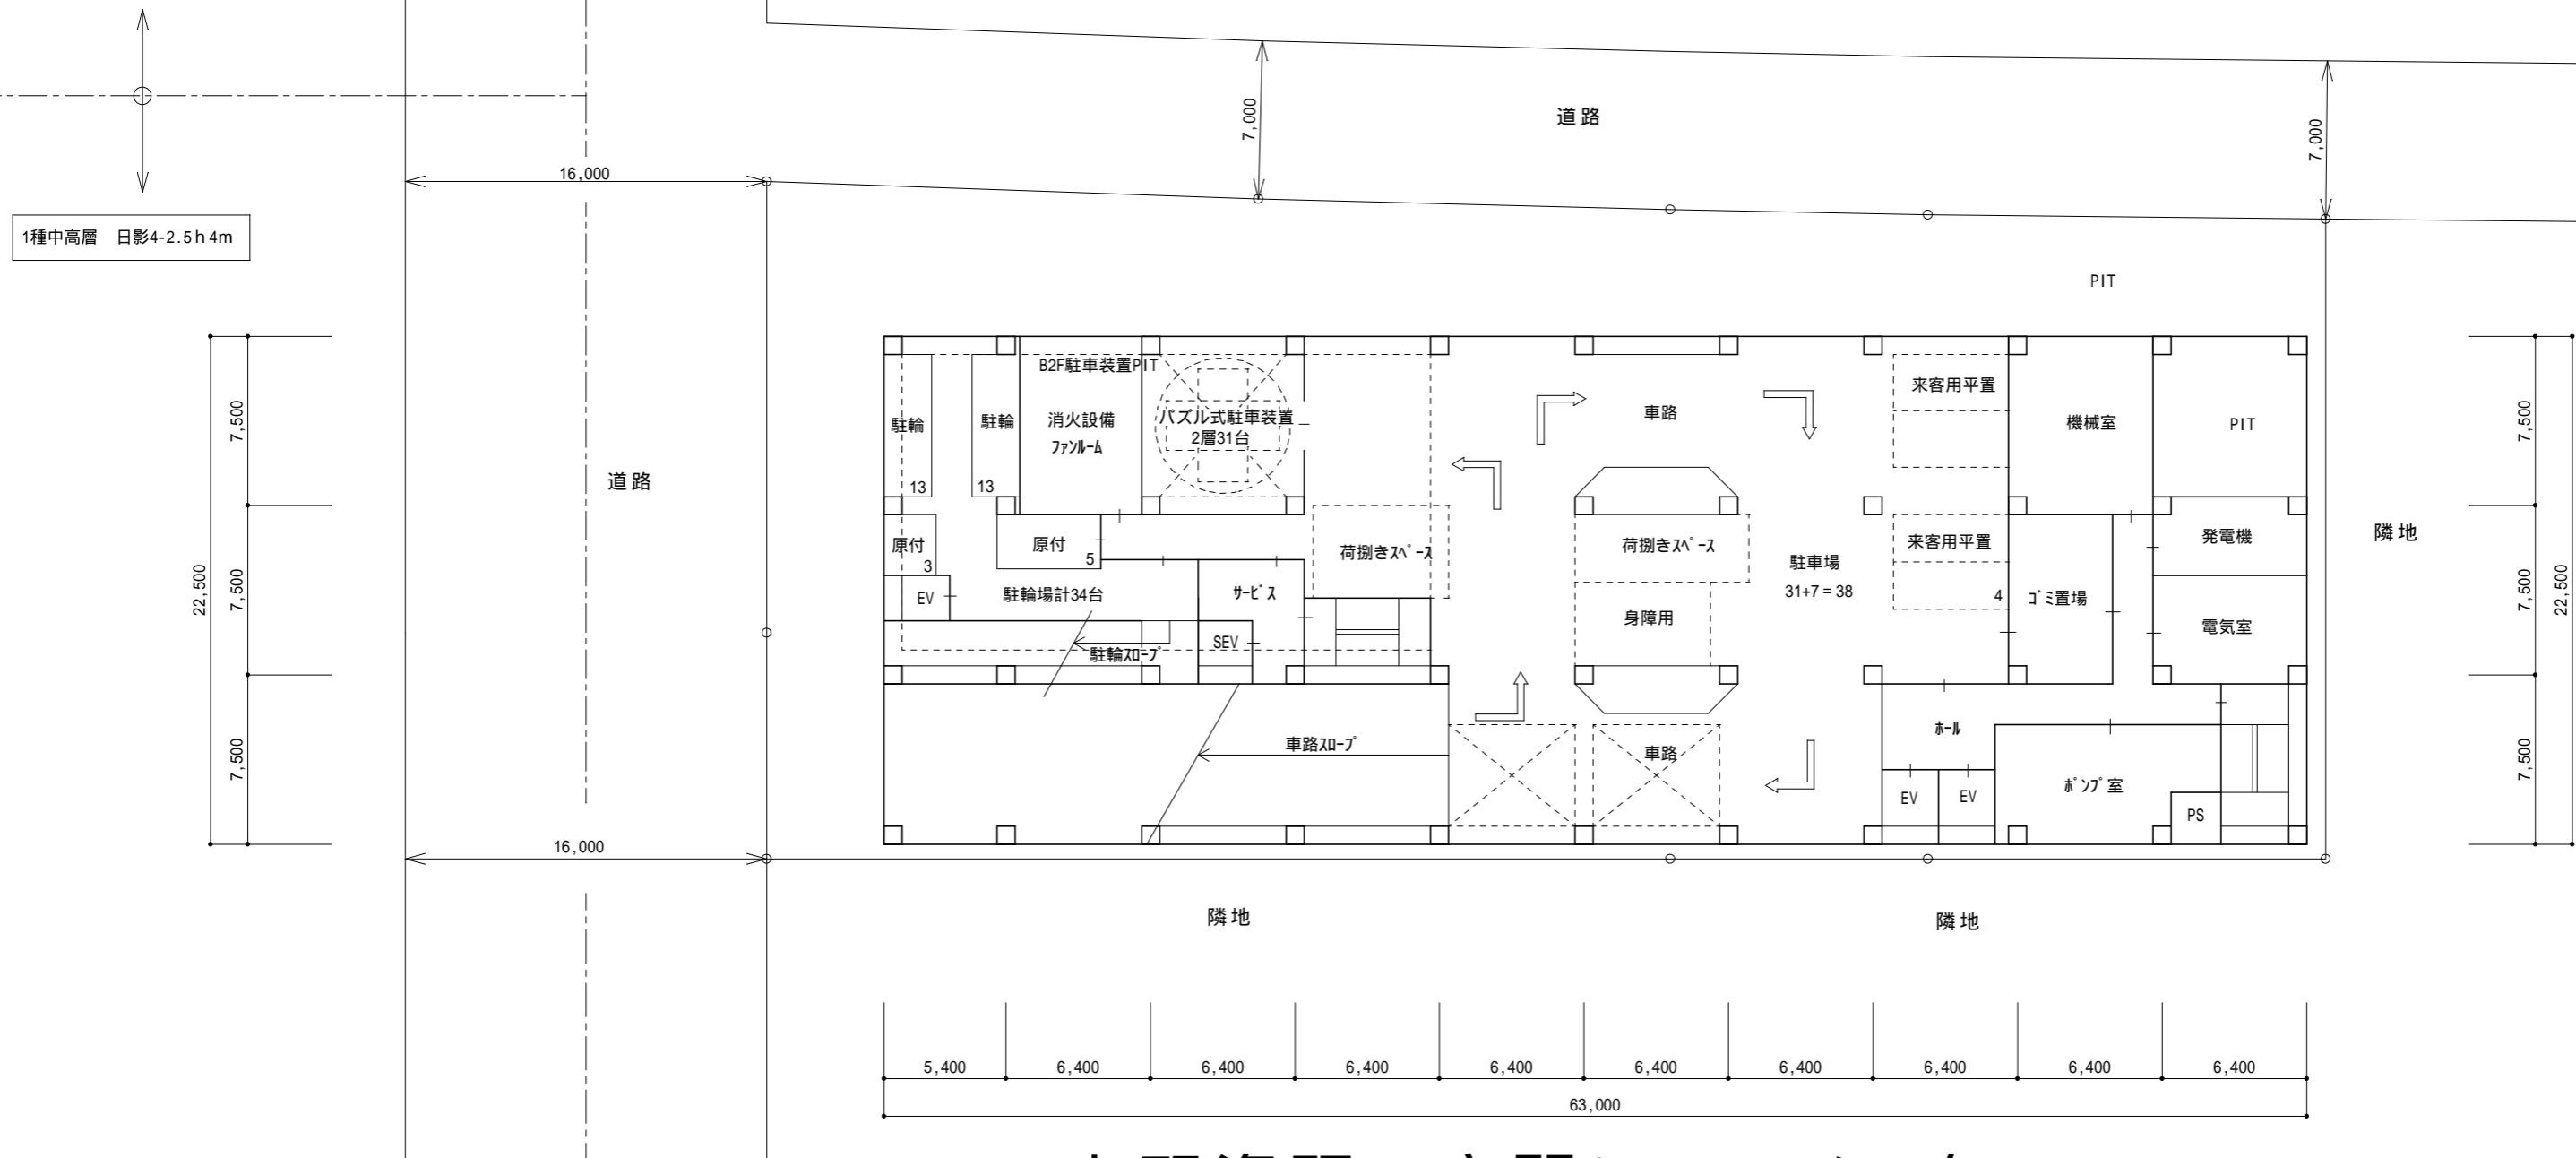 道路
7,000
7,000
16,000
1種中高層　日影4-2.5h4m
PIT
B2F駐車装置PIT
駐輪
13
駐輪
13
消火設備
ﾌｧﾝﾙｰﾑ
パズル式駐車装置
2層31台
車路
来客用平置
機械室
PIT
7,500
7,500
道路
隣地
原付
3
原付
5
荷捌きｽﾍﾟｰｽ
荷捌きｽﾍﾟｰｽ
来客用平置
4
発電機
駐車場
31+7＝38
22,500
7,500
EV
駐輪場計34台
ｻｰﾋﾞｽ
身障用
ｺﾞﾐ置場
電気室
7,500
22,500
SEV
駐輪ｽﾛｰﾌﾟ
7,500
車路ｽﾛｰﾌﾟ
車路
ﾎｰﾙ
EV
EV
ﾎﾟﾝﾌﾟ室
PS
7,500
16,000
隣地
隣地
5,400
6,400
6,400
6,400
6,400
6,400
6,400
6,400
6,400
6,400
63,000